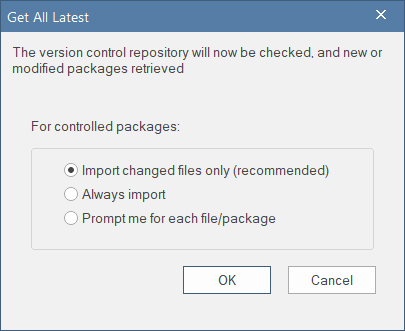 Get All Latest
The version control repository will now be checked, and new or
modified packages retrieved
For controlled packages:
Import changed files only (recommended)
Always import
Prompt me for each file/package
OK
Cancel